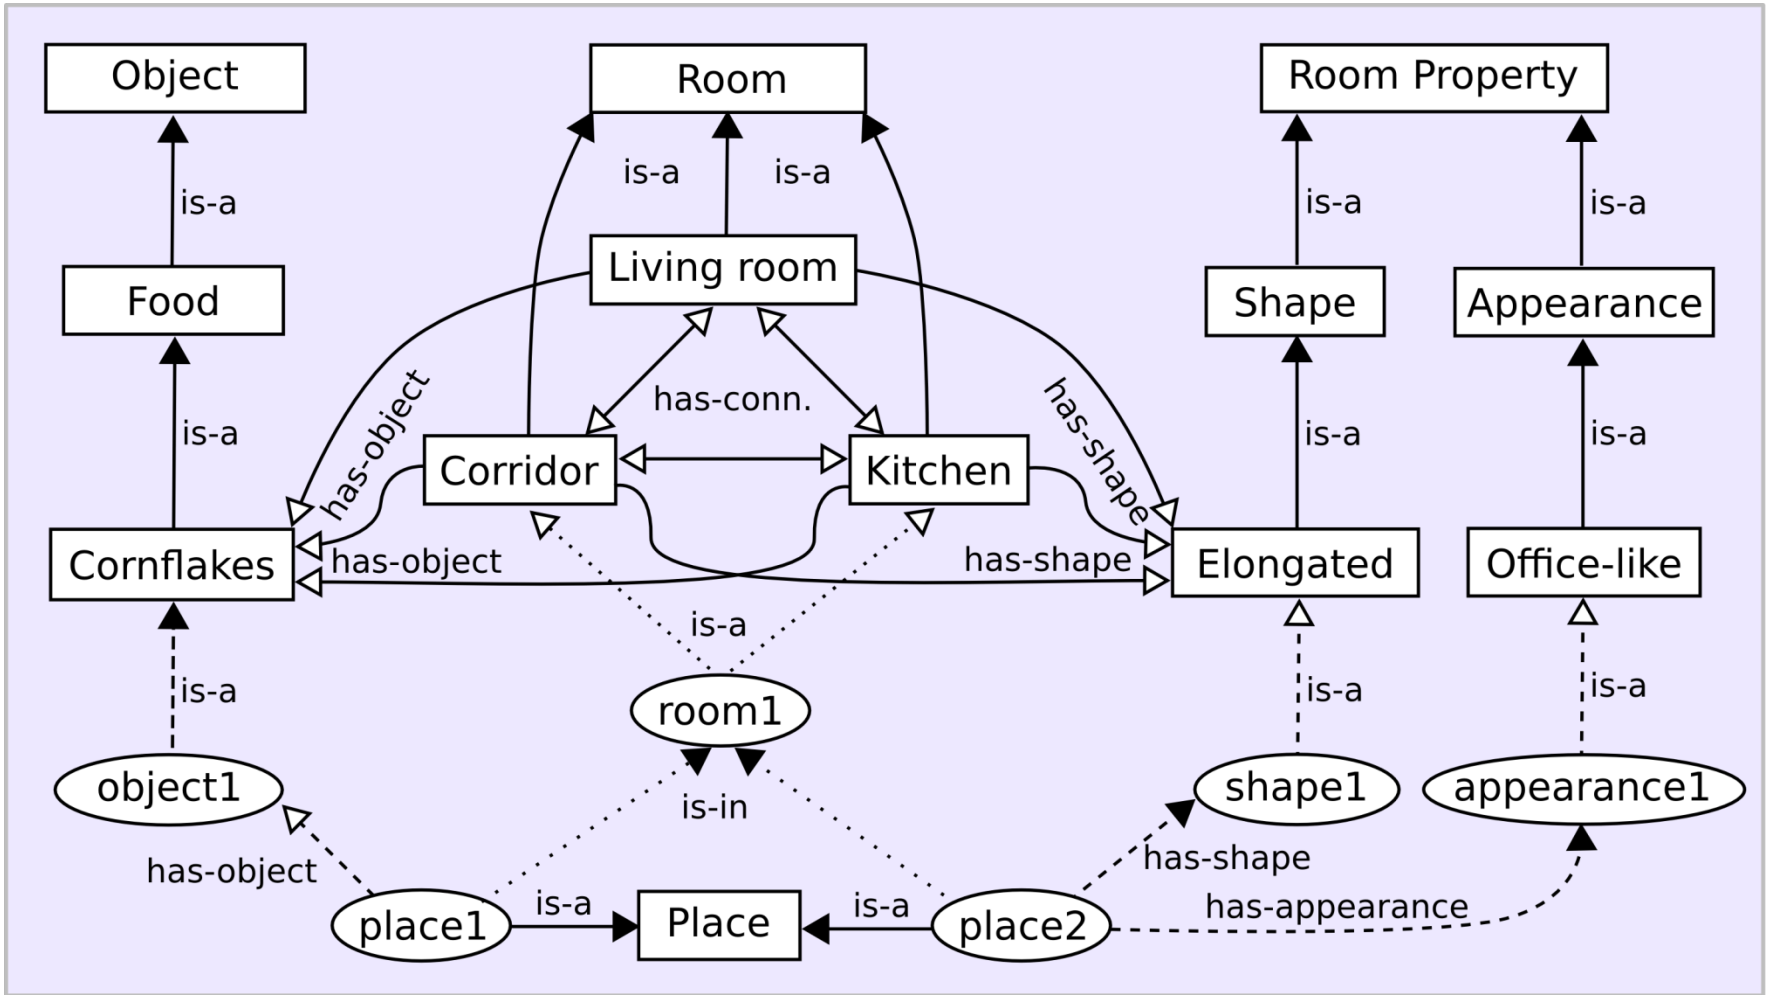 Object
Room
Room Property
is-a
is-a
is-a
is-a
is-a
Living room
Food
Shape
Appearance
has-object
has-conn.
has-shape
is-a
is-a
is-a
Corridor
Kitchen
Cornflakes
has-object
has-shape
Elongated
Office-like
is-a
is-a
is-a
is-a
room1
object1
is-in
shape1
appearance1
has-object
has-shape
is-a
is-a
has-appearance
place1
Place
place2